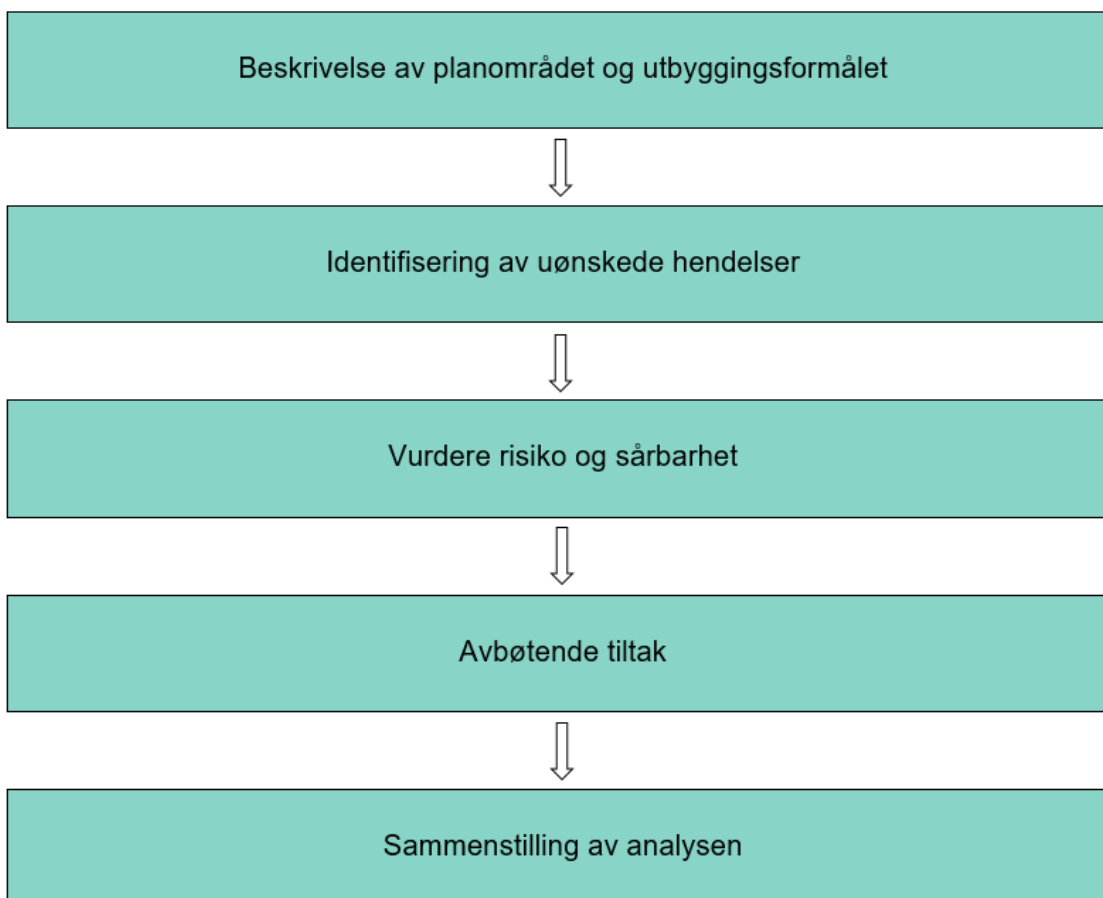 Beskrivelse av planområdet og utbyggingsformålet
Identifisering av uønskede hendelser
Vurdere risiko og sårbarhet
Avbøtende tiltak
Sammenstilling av analysen